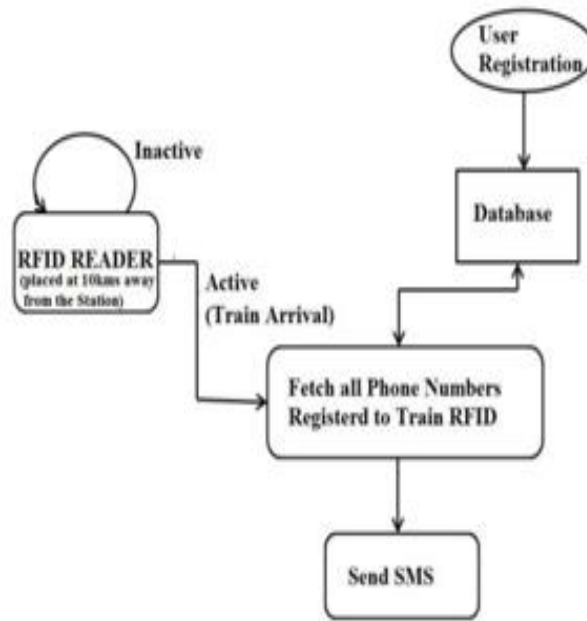 User
Registration
Inactive
Database
RFID READER
(placed at 10kms away
from the Station)
Active
(Train Arrival)
Fetch all Phone Numbers
Registerd to Train RFID
Send SMS